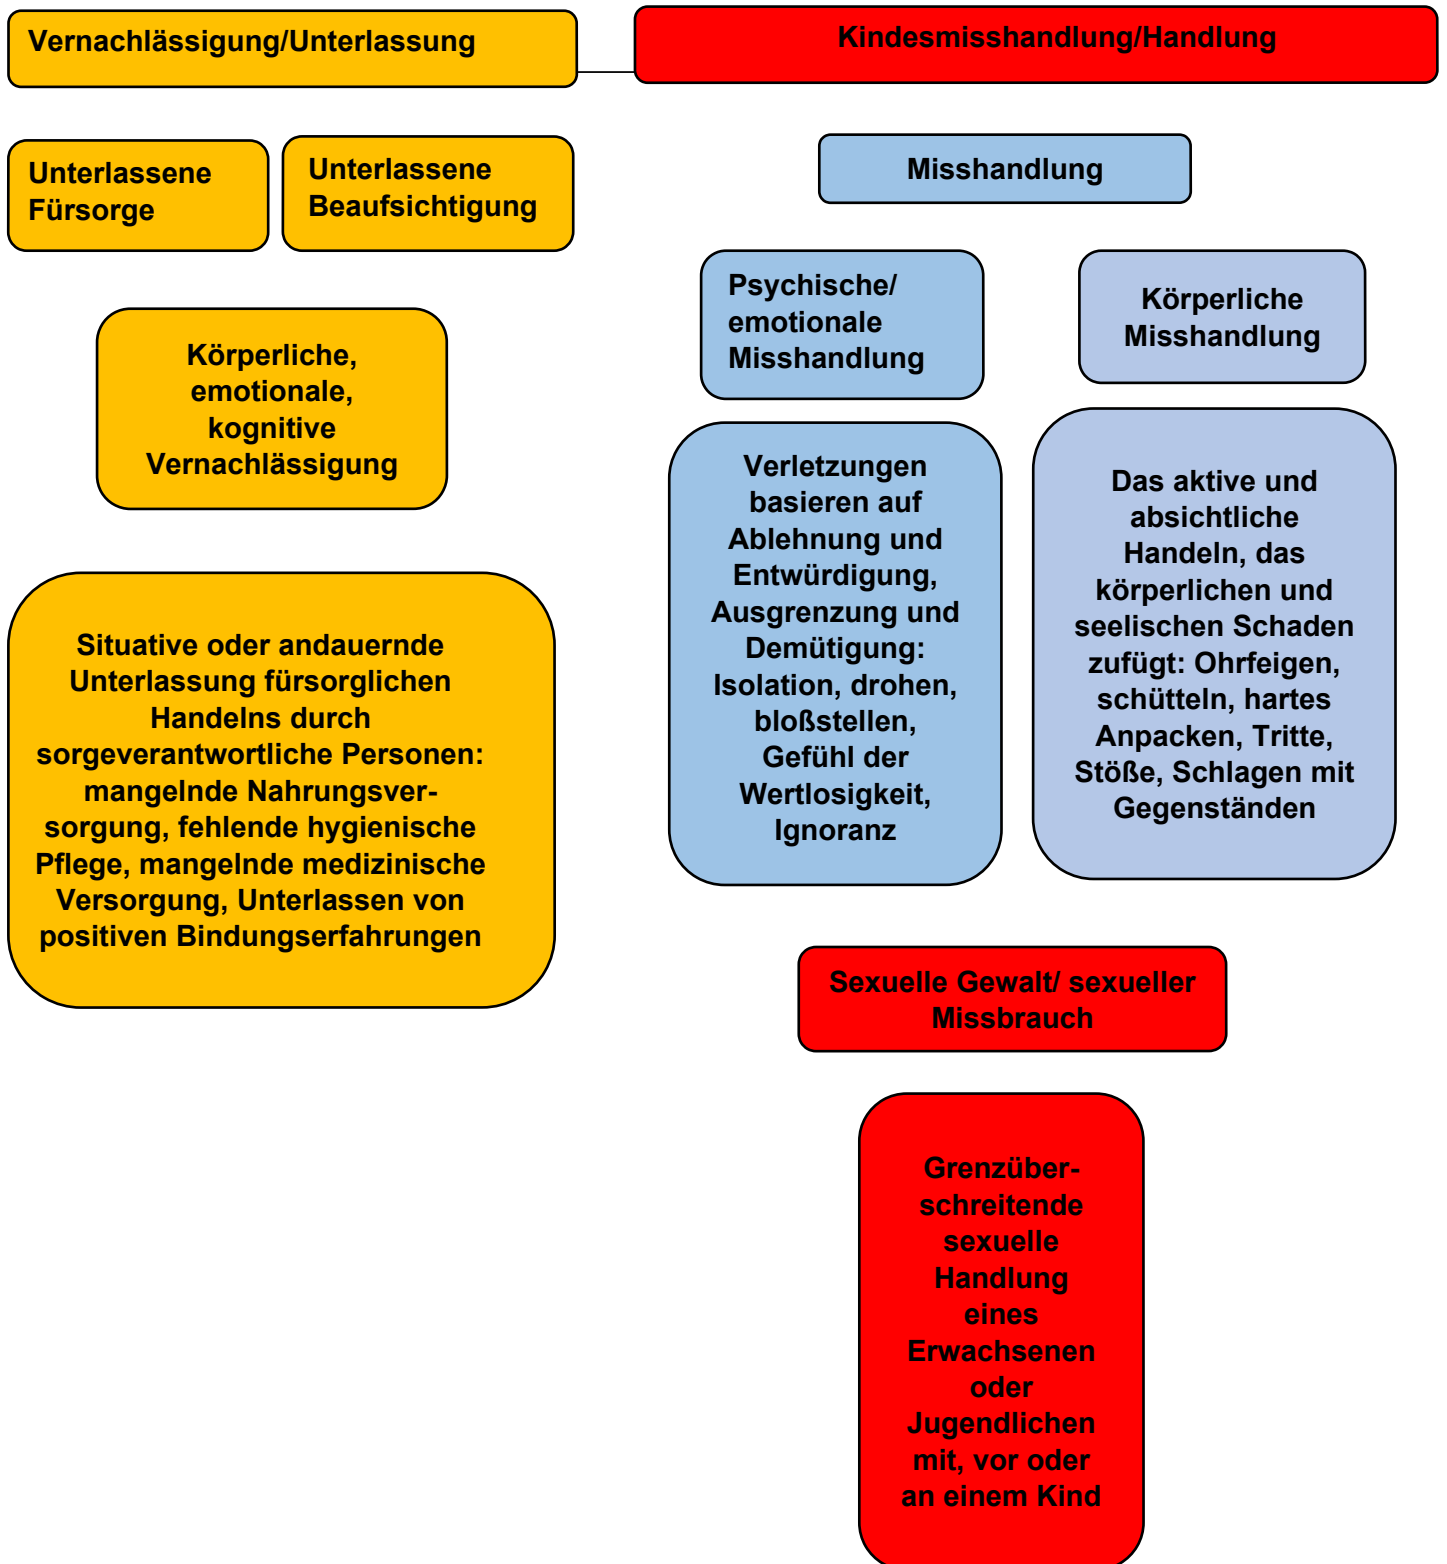 Vernachlässigung/Unterlassung
Kindesmisshandlung/Handlung
Unterlassene
Fürsorge
Unterlassene
Beaufsichtigung
Misshandlung
Körperliche,
emotionale,
kognitive
Vernachlässigung
Psychische/
emotionale
Misshandlung
Körperliche
Misshandlung
Situative oder andauernde
Unterlassung fürsorglichen
Handelns durch
sorgeverantwortliche Personen:
mangelnde Nahrungsver-
sorgung, fehlende hygienische
Pflege, mangelnde medizinische
Versorgung, Unterlassen von
positiven Bindungserfahrungen
Verletzungen
basieren auf
Ablehnung und
Entwürdigung,
Ausgrenzung und
Demütigung:
Isolation, drohen,
bloßstellen,
Gefühl der
Wertlosigkeit,
Ignoranz
Das aktive und
absichtliche
Handeln, das
körperlichen und
seelischen Schaden
zufügt: Ohrfeigen,
schütteln, hartes
Anpacken, Tritte,
Stöße, Schlagen mit
Gegenständen
Sexuelle Gewalt/ sexueller
Missbrauch
Grenzüber-
schreitende
sexuelle
Handlung
eines
Erwachsenen
oder
Jugendlichen
mit, vor oder
an einem Kind